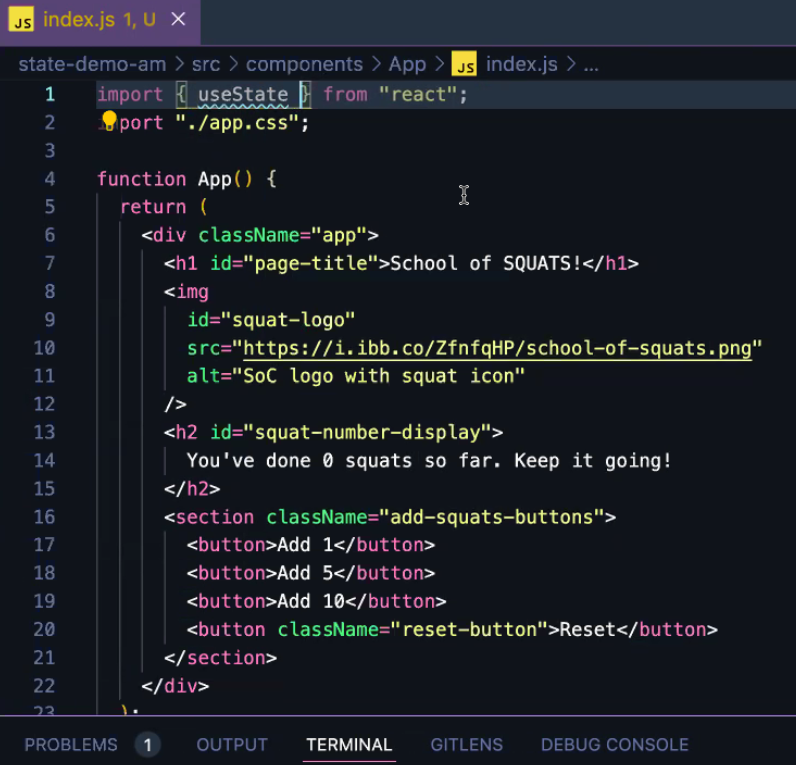 JS index.js 1, U ×
state-demo-am > src > components > App > JS index.js > ...
1 import { useState } from "react";
2 import "./app.css";
3
4 function App() {
5 return (
6 <div className="app">
7 <h1 id="page-title">School of SQUATS!</h1>
8 <img
9 id="squat-logo"
10 src="https://i.ibb.co/ZfnfqHP/school-of-squats.png"
11 alt="SoC logo with squat icon"
12 />
13 <h2 id="squat-number-display">
14 You've done 0 squats so far. Keep it going!
15 </h2>
16 <section className="add-squats-buttons">
17 <button>Add 1</button>
18 <button>Add 5</button>
19 <button>Add 10</button>
20 <button className="reset-button">Reset</button>
21 </section>
22 </div>
23 );
PROBLEMS 1 OUTPUT TERMINAL GITLENS DEBUG CONSOLE